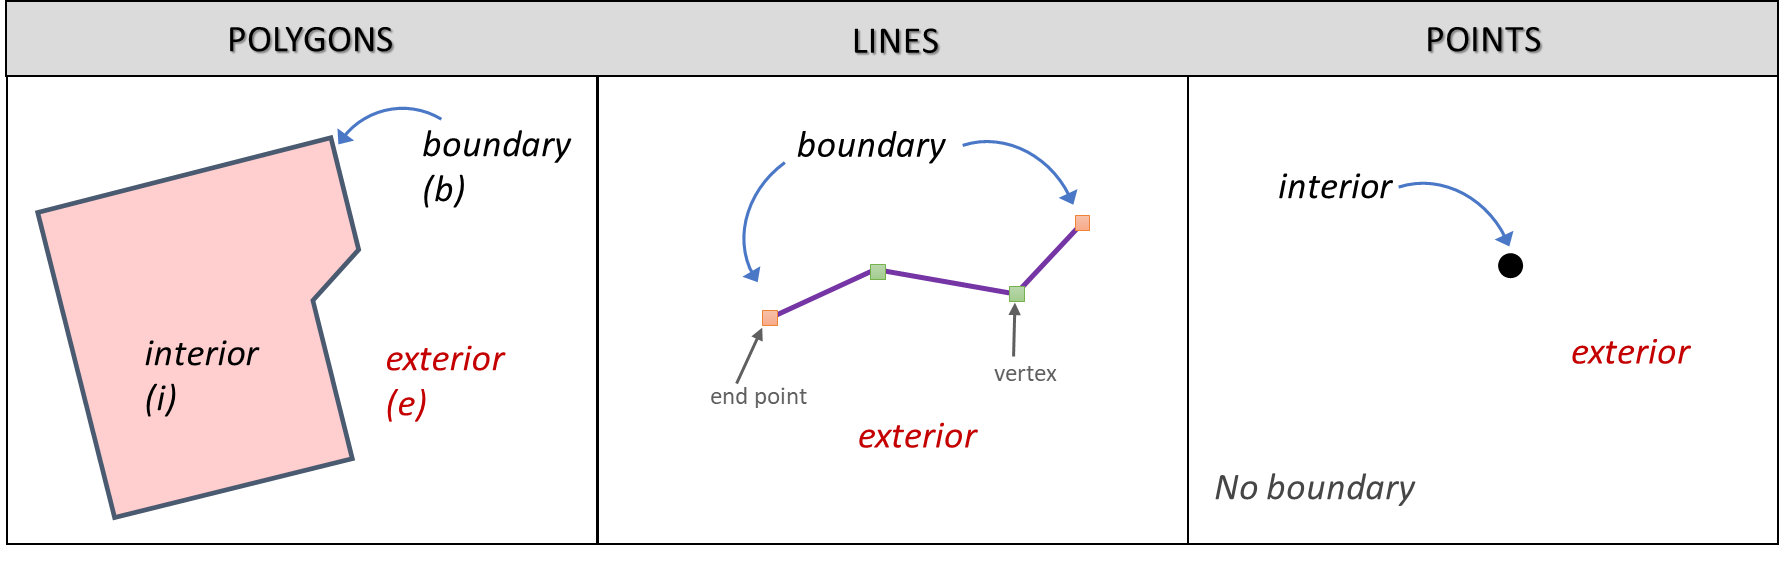 POLYGONS
boundary
(b)
interior
(i)
exterior
(e)
LINES
boundary
end point
vertex
exterior
POINTS
interior
exterior
No boundary